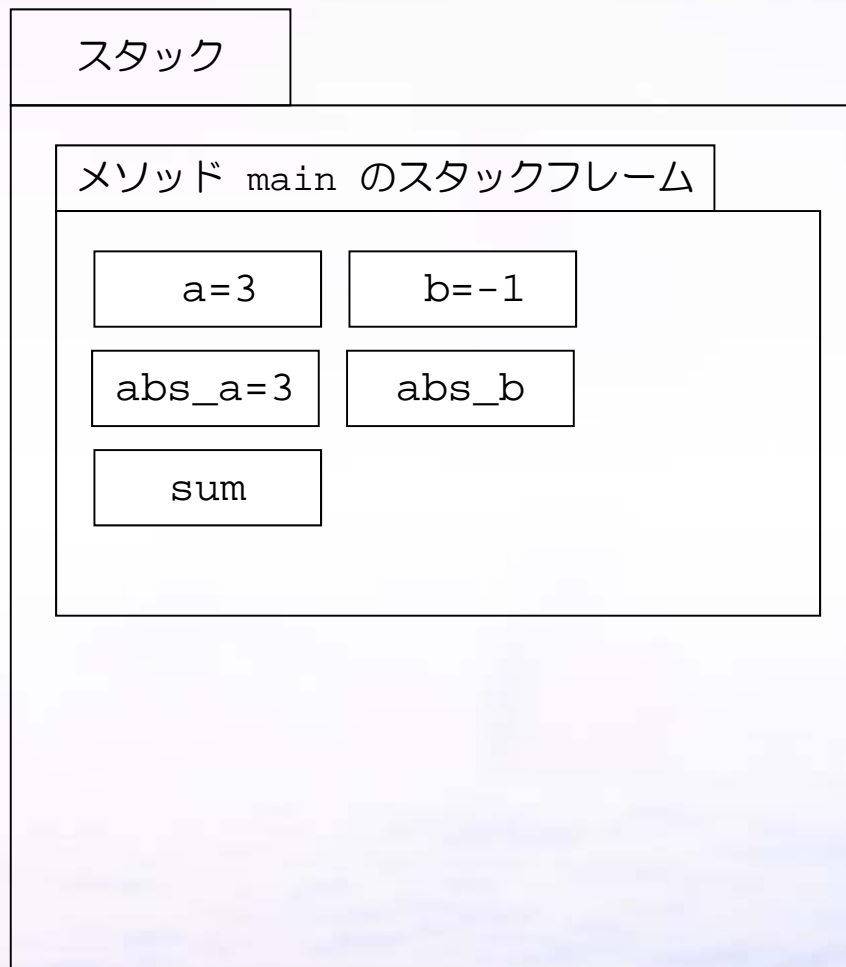 スタック
メソッド main のスタックフレーム
a=3 b=-1
abs_a=3 abs_b
sum